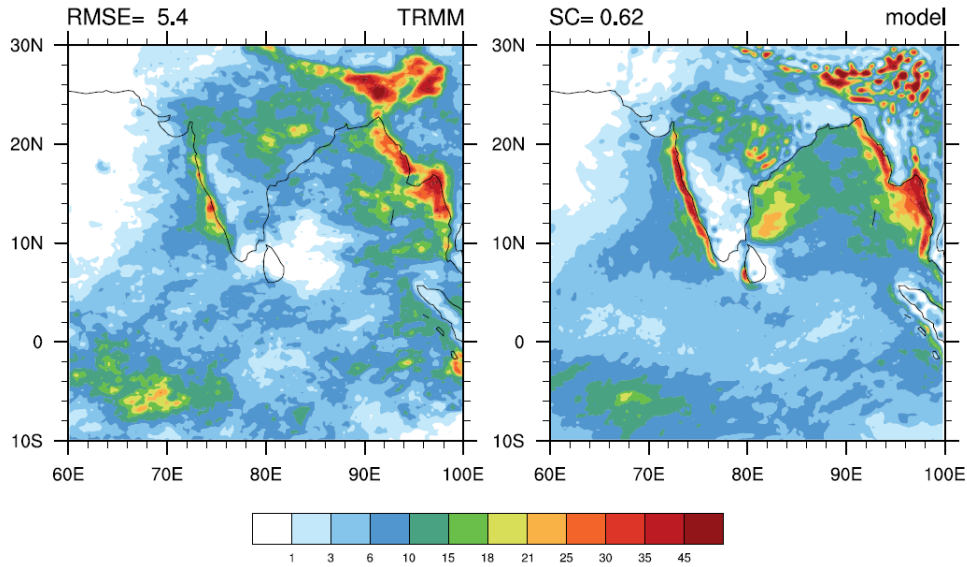 RMSE= 5.4 TRMM SC= 0.62 model
30N 30N
20N 20N
10N 10N
0 0
10S 10S
60E 70E 80E 90E 100E 60E 70E 80E 90E 100E
1 3 6 10 15 18 21 25 30 35 45